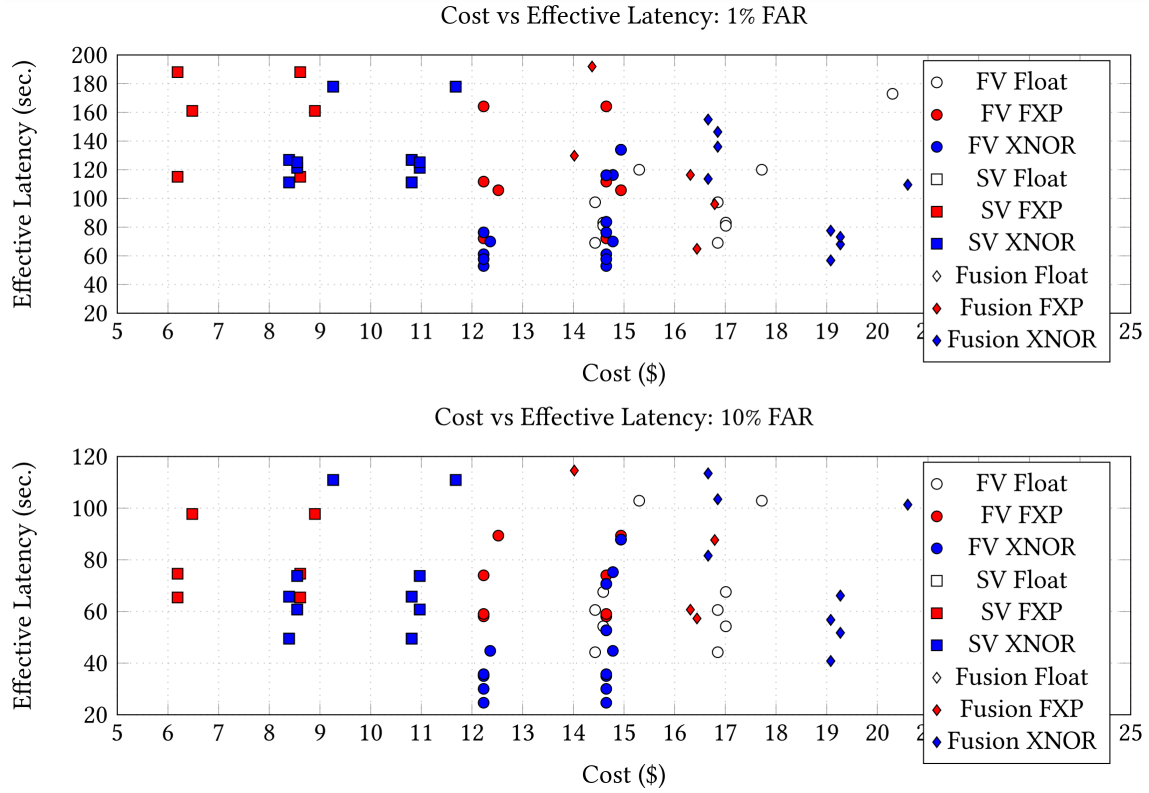 Cost vs Effective Latency: 1% FAR
Effective Latency (sec.)
200
180
160
140
120
100
80
60
40
20
5 6 7 8 9 10 11 12 13 14 15 16 17 18 19 20 25
Cost ($)
FV Float
FV FXP
FV XNOR
SV Float
SV FXP
SV XNOR
Fusion Float
Fusion FXP
Fusion XNOR
Cost vs Effective Latency: 10% FAR
Effective Latency (sec.)
120
100
80
60
40
20
5 6 7 8 9 10 11 12 13 14 15 16 17 18 19 20 25
Cost ($)
FV Float
FV FXP
FV XNOR
SV Float
SV FXP
SV XNOR
Fusion Float
Fusion FXP
Fusion XNOR